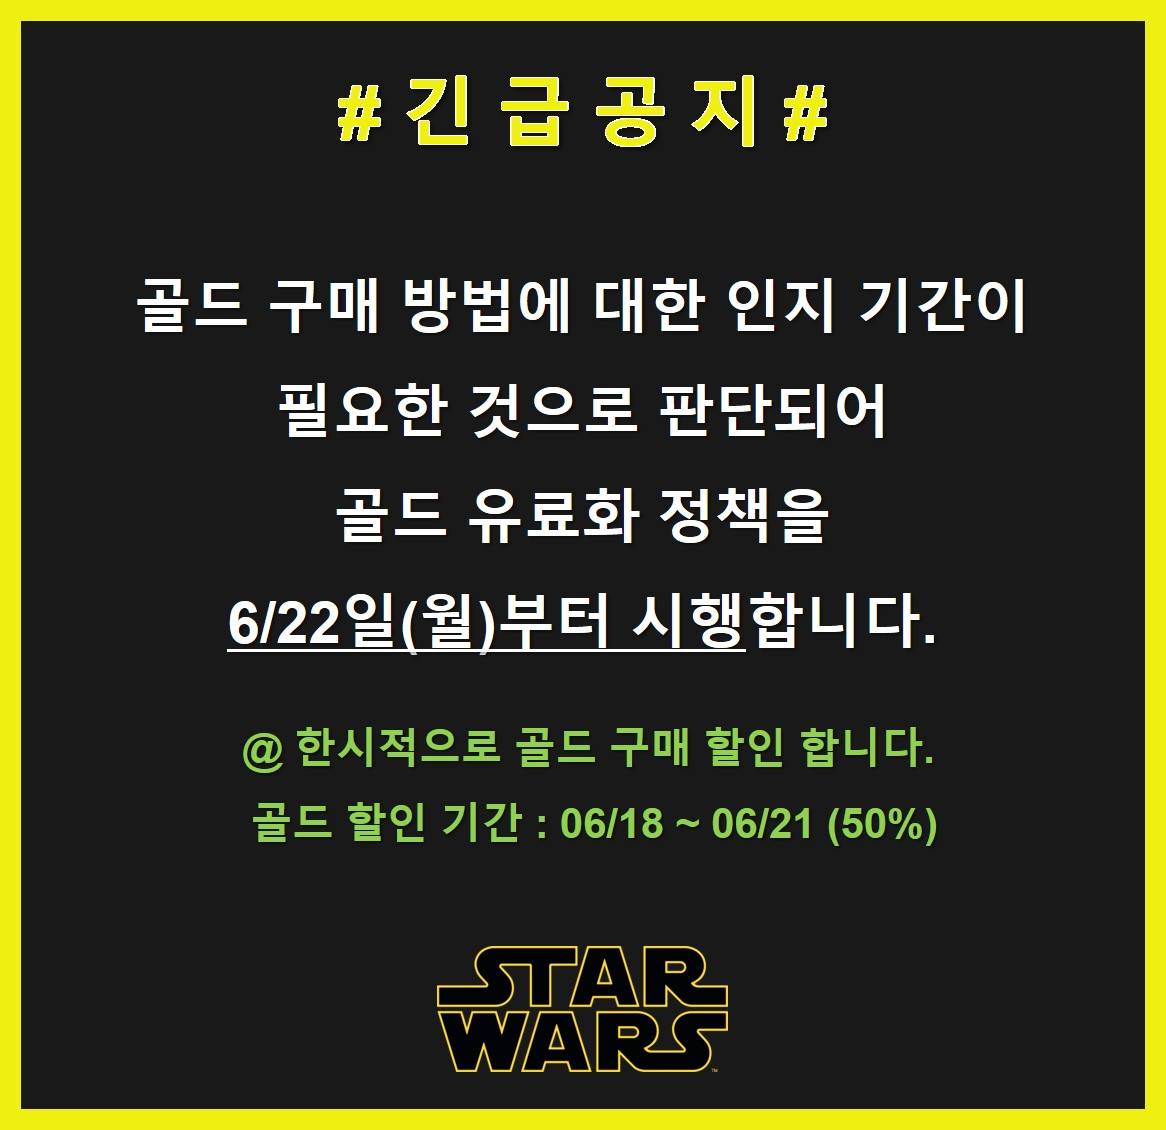 # 긴 급 공 지 #
골드 구매 방법에 대한 인지 기간이
필요한 것으로 판단되어
골드 유료화 정책을
6/22일(월)부터 시행합니다.
@ 한시적으로 골드 구매 할인 합니다.
골드 할인 기간 : 06/18 ~ 06/21 (50%)
STAR
WARS
™